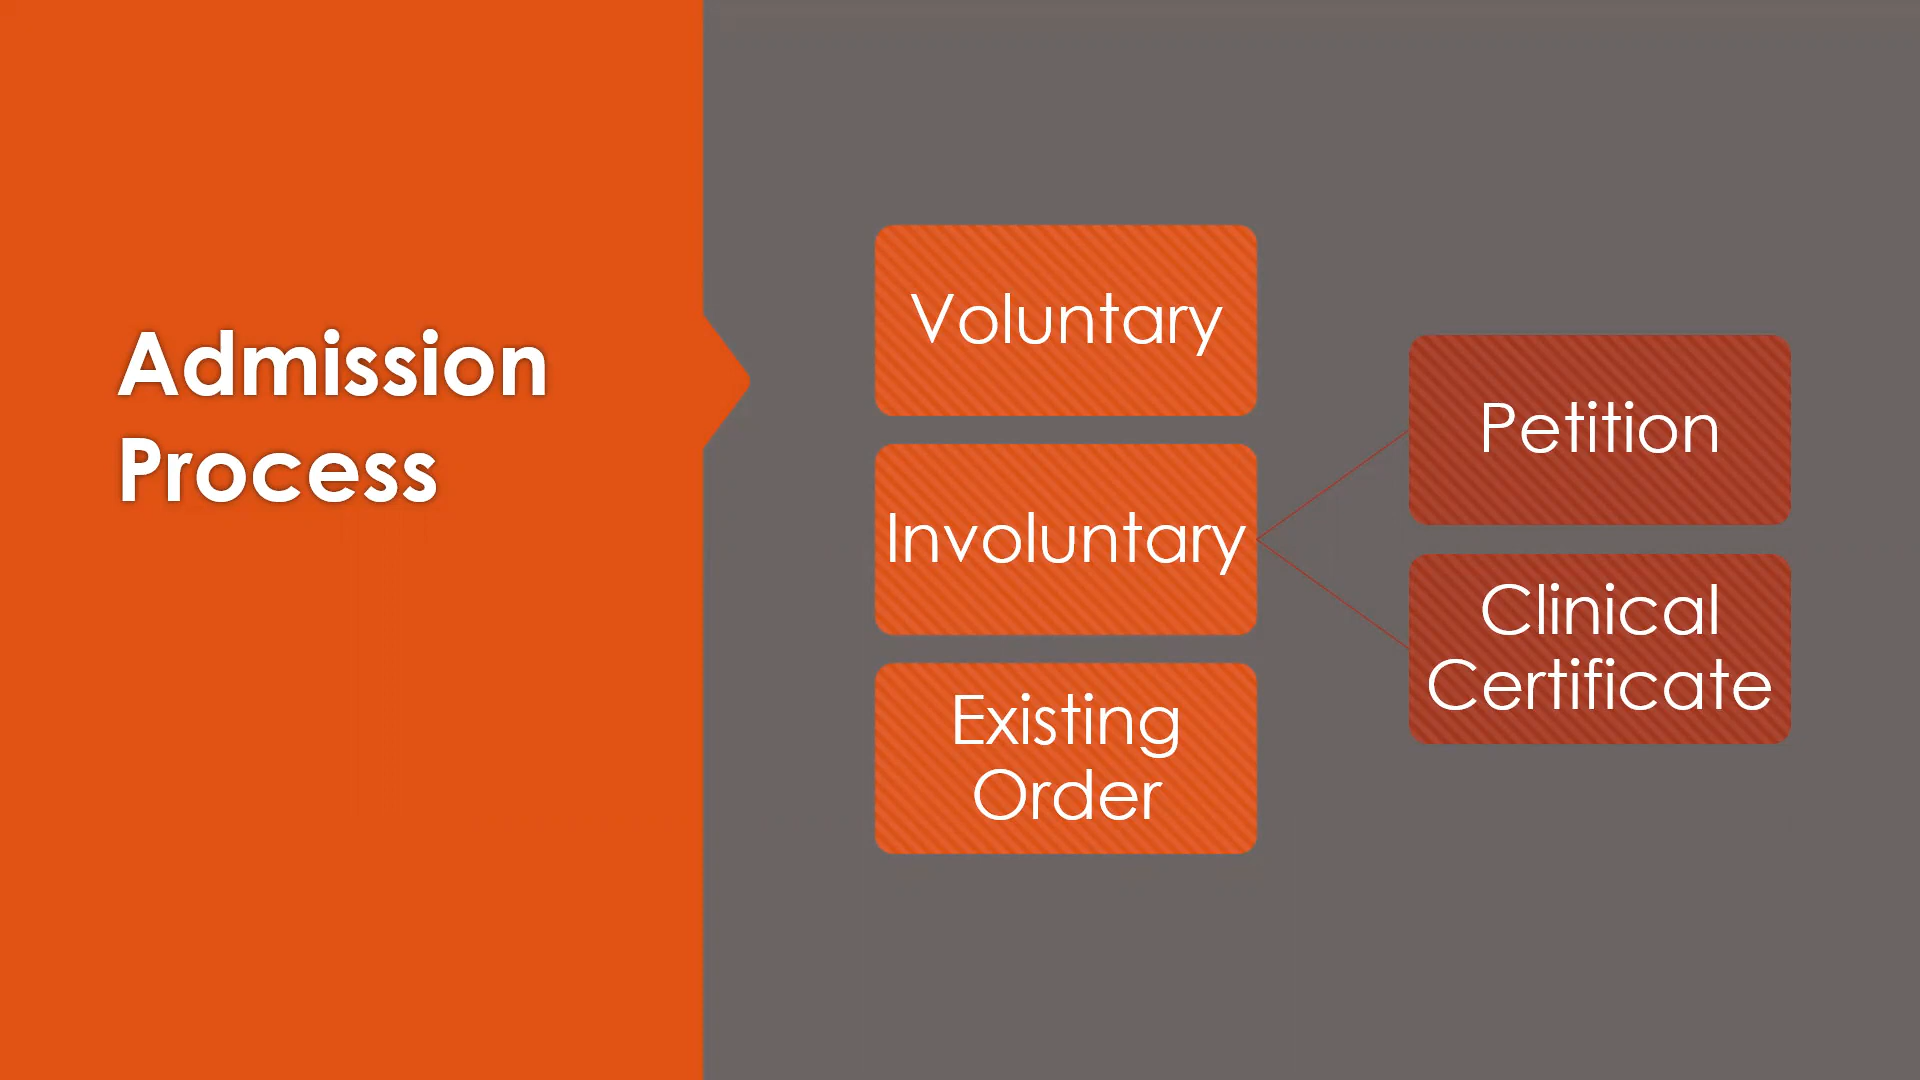 Admission
Process
Voluntary
Involuntary
Existing
Order
Petition
Clinical
Certificate